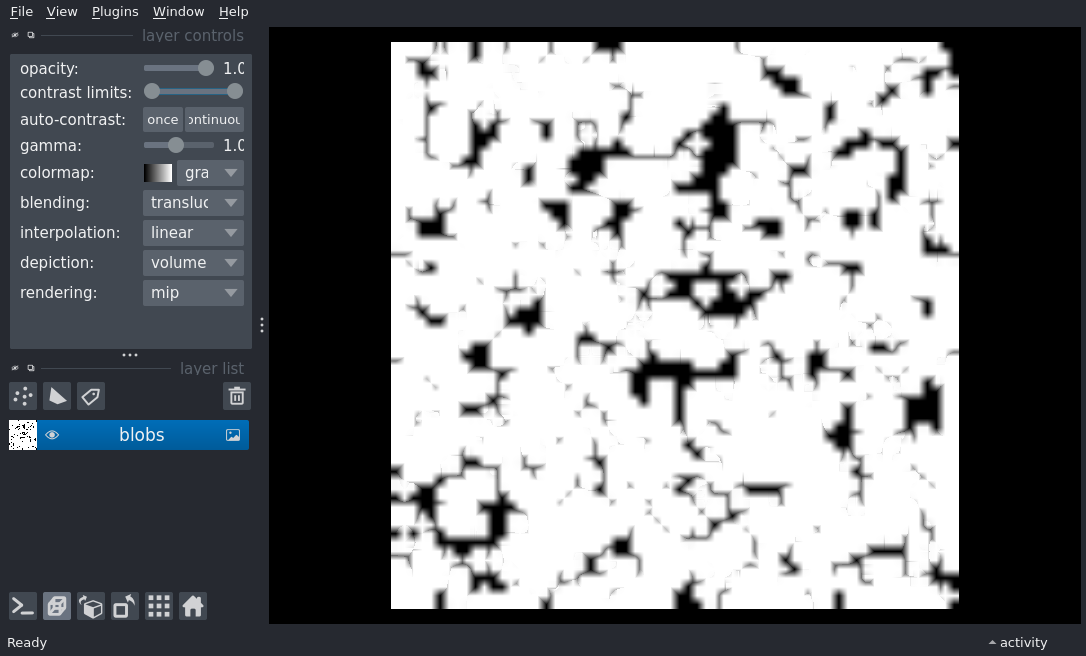 File View Plugins Window Help
layer controls
opacity: 1.0
contrast limits:
auto-contrast: once ontinuou
gamma: 1.0
colormap: gra
blending: transluc
interpolation: linear
depiction: volume
rendering: mip
layer list
blobs
Ready activity